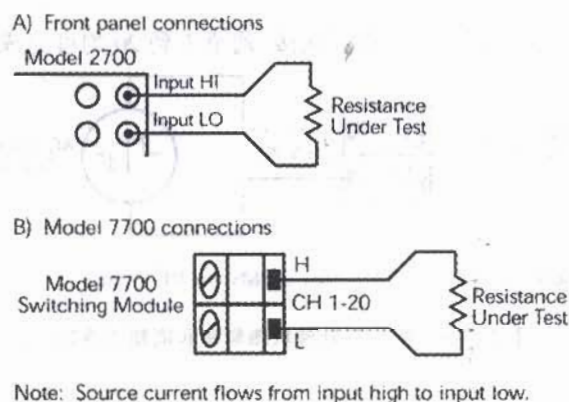 A) Front panel connections
Model 2700
Input HI
Input LO
Resistance
Under Test
B) Model 7700 connections
Model 7700
Switching Module
H
CH 1-20
L
Resistance
Under Test
Note: Source current flows from input high to input low.